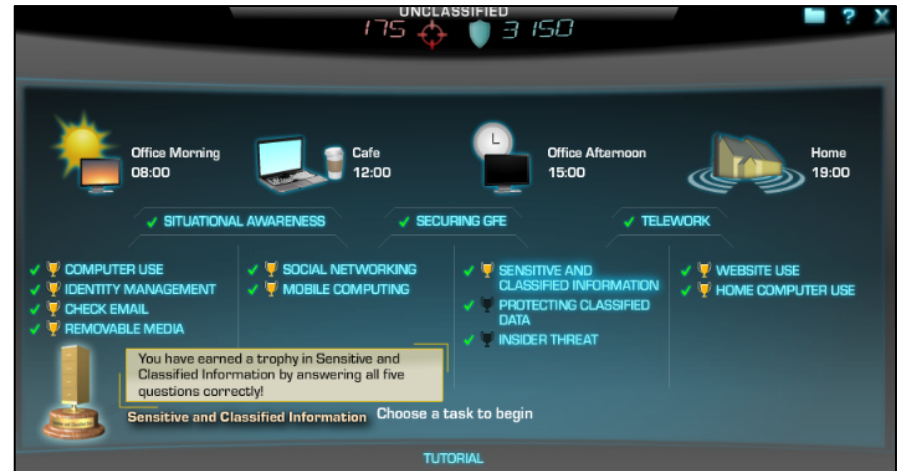 UNCLASSIFIED
175 3150
? X
Office Morning
08:00
Cafe
12:00
L
Office Afternoon
15:00
Home
19:00
SITUATIONAL AWARENESS
SECURING GFE
TELEWORK
COMPUTER USE
IDENTITY MANAGEMENT
CHECK EMAIL
REMOVABLE MEDIA
SOCIAL NETWORKING
MOBILE COMPUTING
SENSITIVE AND
CLASSIFIED INFORMATION
PROTECTING CLASSIFIED
DATA
INSIDER THREAT
WEBSITE USE
HOME COMPUTER USE
You have earned a trophy in Sensitive and
Classified Information by answering all five
questions correctly!
Sensitive and Classified Information
Choose a task to begin
TUTORIAL